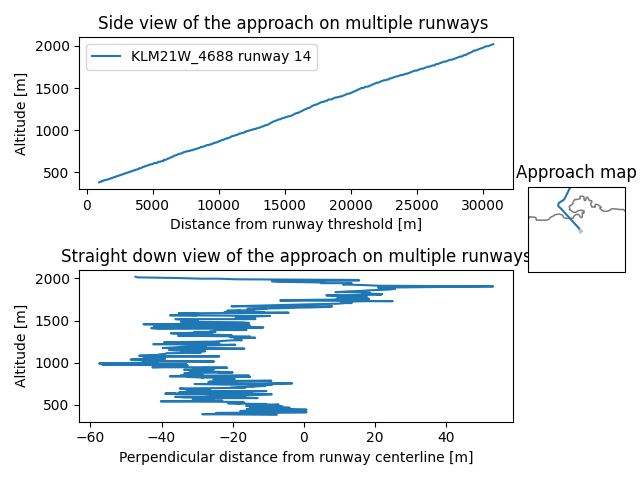 Side view of the approach on multiple runways
KLM21W_4688 runway 14
Altitude [m]
2000
1500
1000
500
0 5000 10000 15000 20000 25000 30000
Distance from runway threshold [m]
Approach map
Straight down view of the approach on multiple runways
Altitude [m]
2000
1500
1000
500
−60 −40 −20 0 20 40
Perpendicular distance from runway centerline [m]